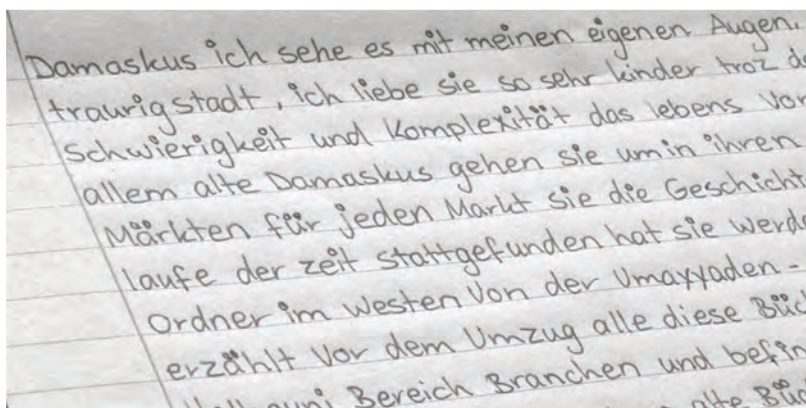 Damaskus ich sehe es mit meinen eigenen Augen.
traurigstadt, ich liebe sie so sehr kinder troz
Schwierigkeit und Komplexität das lebens
allem alte Damaskus gehen sie umin ihren
Märkten für jeden Markt sie die
laufe der zeit stattgefunden hat sie
Ordner im Westen von der Umayyaden-
erzählt vor dem Umzug alle diese
Bereich Branchen und
alte